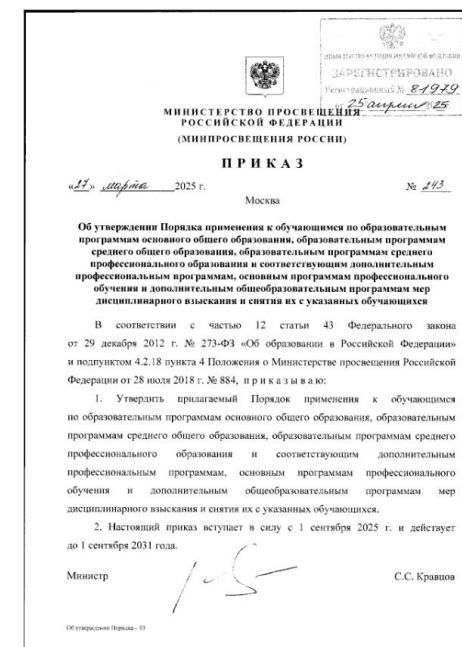 МИНИСТЕРСТВО ЮСТИЦИИ РОССИЙСКОЙ ФЕДЕРАЦИИ
ЗАРЕГИСТРИРОВАНО
Регистрационный № 81979
от 25 апреля 2025
МИНИСТЕРСТВО ПРОСВЕЩЕНИЯ
РОССИЙСКОЙ ФЕДЕРАЦИИ
(МИНПРОСВЕЩЕНИЯ РОССИИ)
ПРИКАЗ
«27» марта 2025 г.
№ 243
Москва
Об утверждении Порядка применения к обучающимся по образовательным
программам основного общего образования, образовательным программам
среднего общего образования, образовательным программам среднего
профессионального образования и соответствующим дополнительным
профессиональным программам, основным программам профессионального
обучения и дополнительным общеобразовательным программам мер
дисциплинарного взыскания и снятия их с указанных обучающихся
В соответствии с частью 12 статьи 43 Федерального закона
от 29 декабря 2012 г. № 273-ФЗ «Об образовании в Российской Федерации»
и подпунктом 4.2.18 пункта 4 Положения о Министерстве просвещения Российской
Федерации от 28 июля 2018 г. № 884, приказываю:
1. Утвердить прилагаемый Порядок применения к обучающимся
по образовательным программам основного общего образования, образовательным
программам среднего общего образования, образовательным программам среднего
профессионального образования и соответствующим дополнительным
профессиональным программам, основным программам профессионального
обучения и дополнительным общеобразовательным программам мер
дисциплинарного взыскания и снятия их с указанных обучающихся.
2. Настоящий приказ вступает в силу с 1 сентября 2025 г. и действует
до 1 сентября 2031 года.
Министр
С.С. Кравцов
Об утверждении Порядка – 03